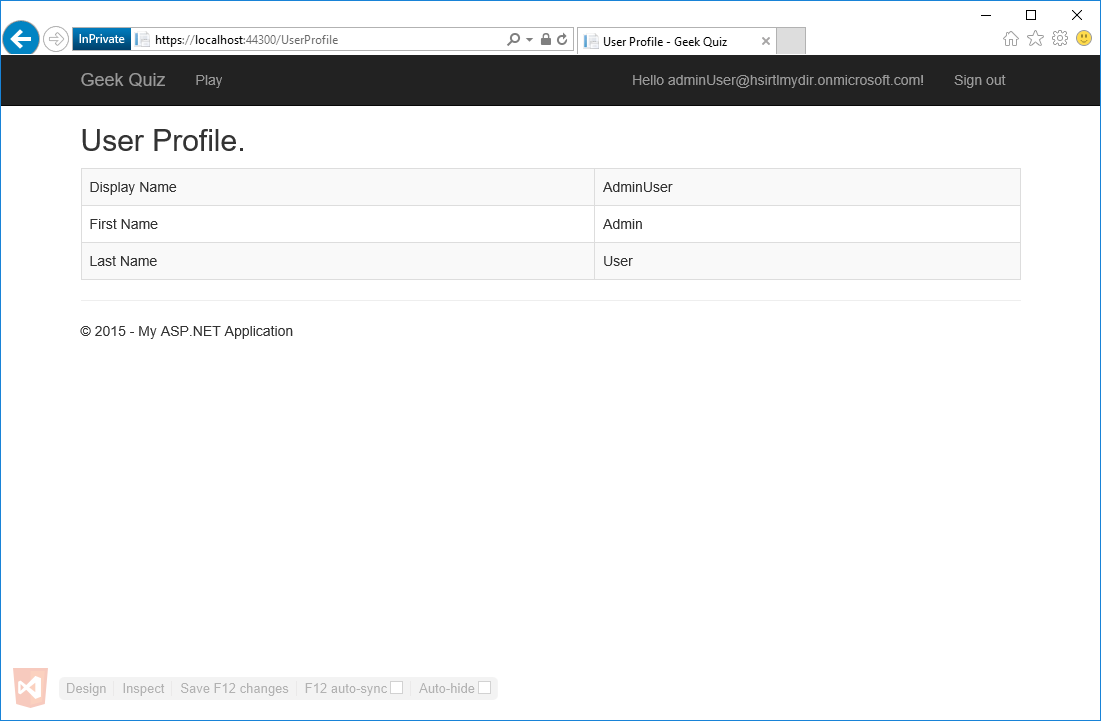 InPrivate https://localhost:44300/UserProfile User Profile - Geek Quiz
Geek Quiz Play Hello adminUser@hsirtlmydir.onmicrosoft.com! Sign out
User Profile.
Display Name AdminUser
First Name Admin
Last Name User
© 2015 - My ASP.NET Application
Design Inspect Save F12 changes F12 auto-sync Auto-hide